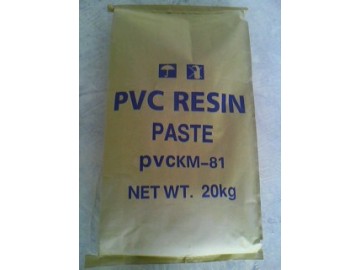 PVC RESIN
PASTE
pvcKM-81
NET WT. 20kg